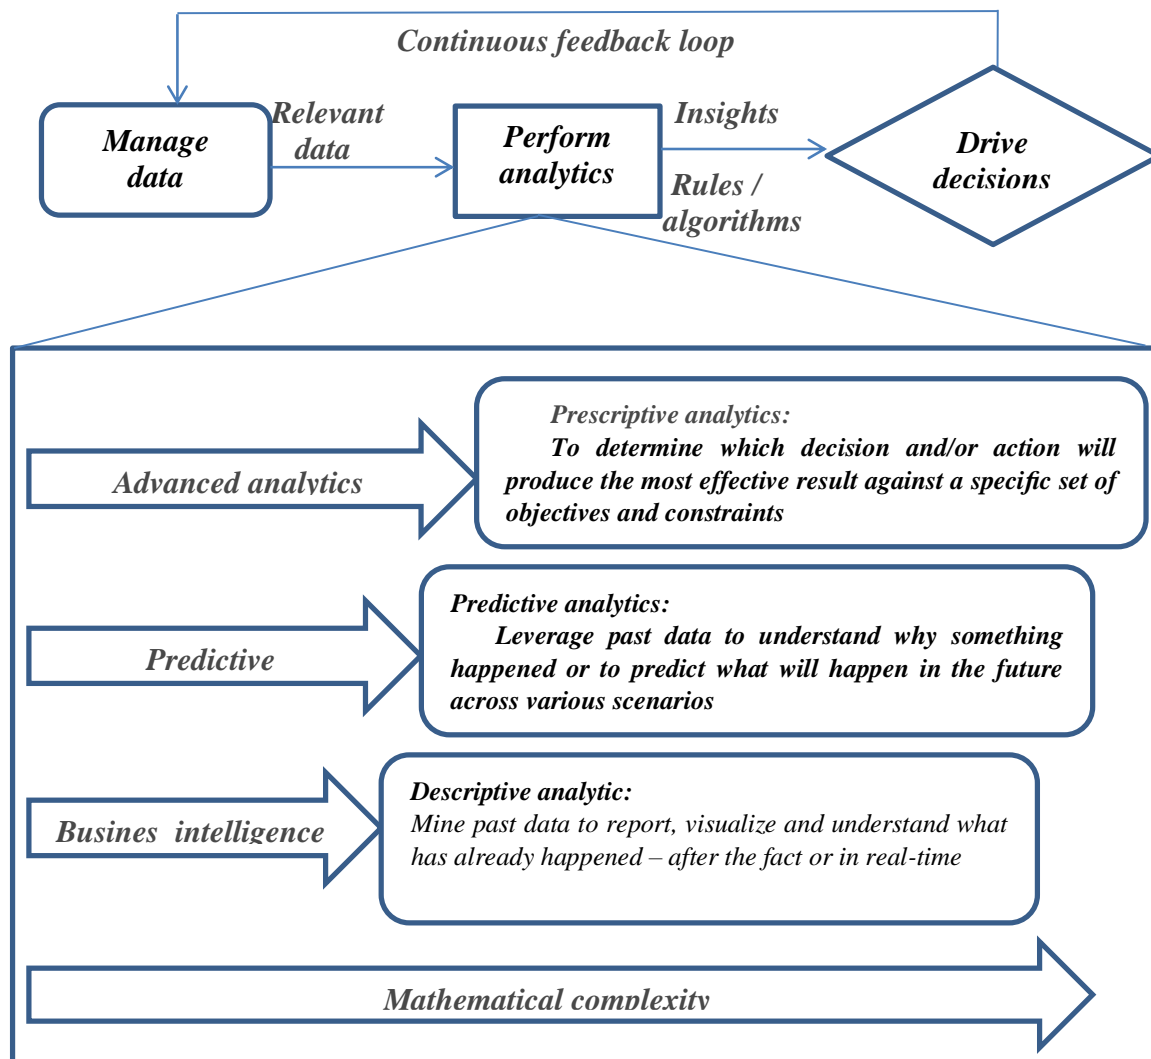 Continuous feedback loop
Manage
data
Relevant
data
Perform
analytics
Insights
Rules /
algorithms
Drive
decisions
Advanced analytics
Prescriptive analytics:
To determine which decision and/or action will
produce the most effective result against a specific set of
objectives and constraints
Predictive
Predictive analytics:
Leverage past data to understand why something
happened or to predict what will happen in the future
across various scenarios
Busines intelligence
Descriptive analytic:
Mine past data to report, visualize and understand what
has already happened – after the fact or in real-time
Mathematical complexity